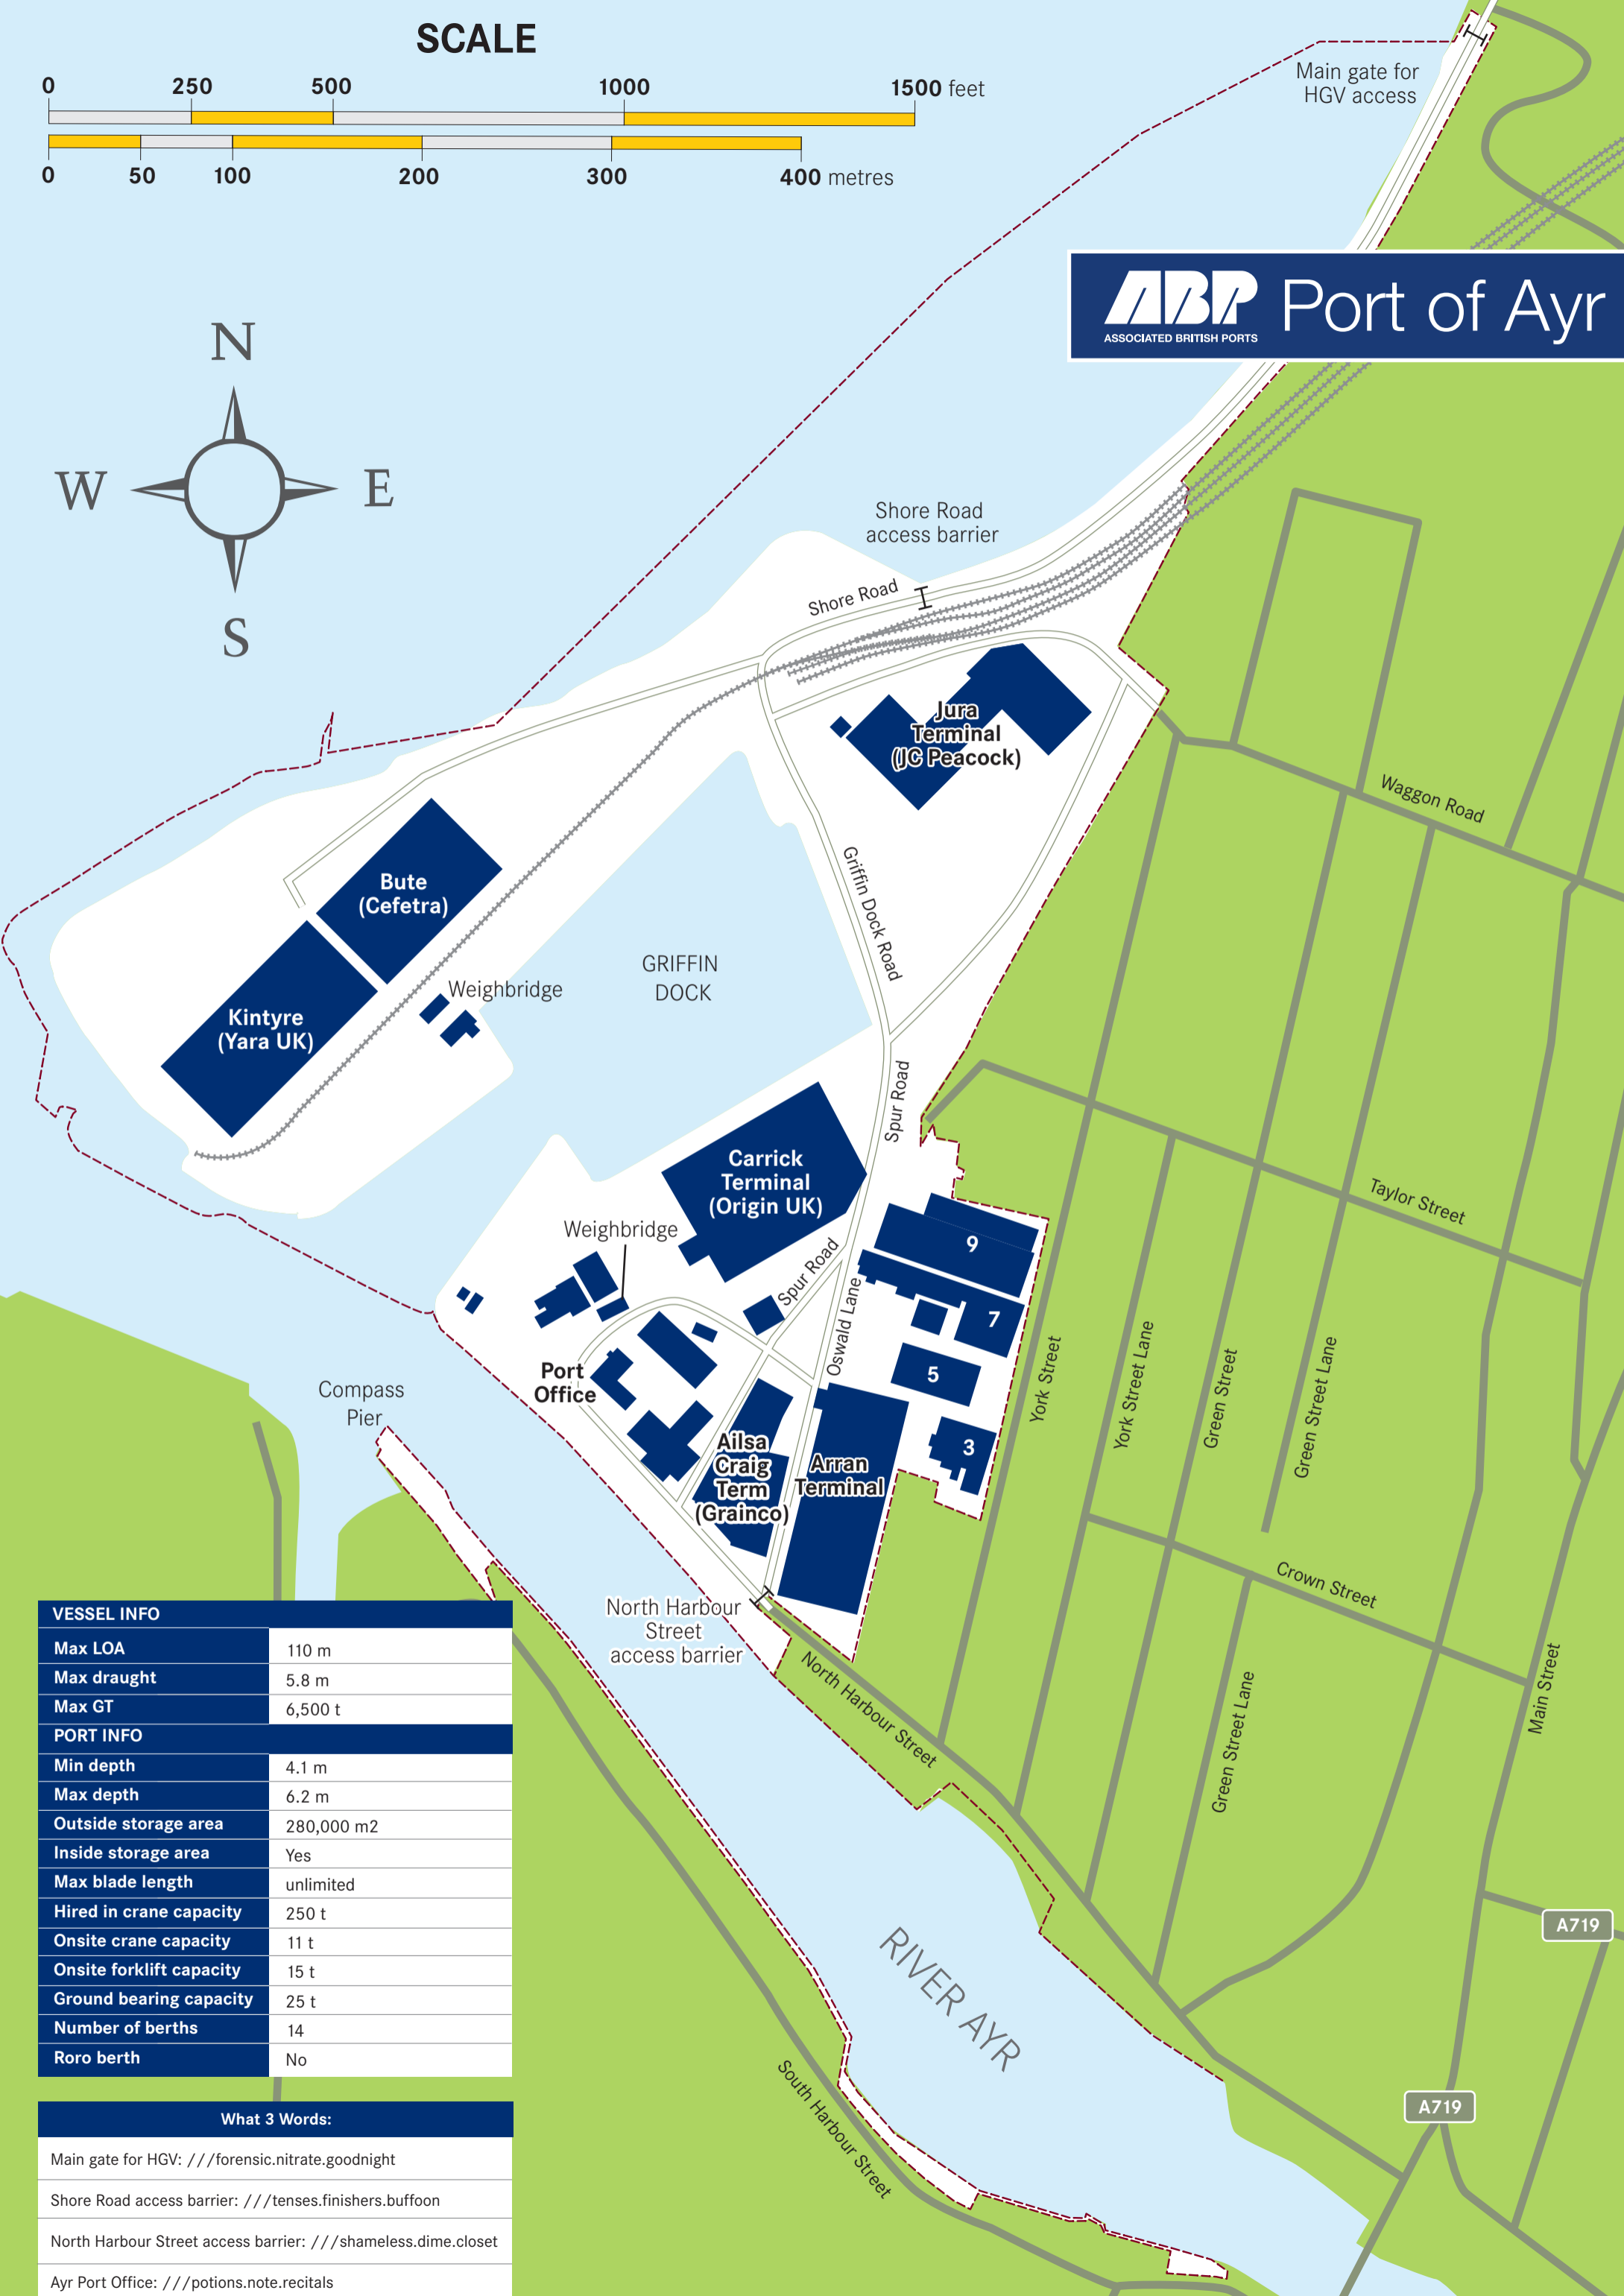 SCALE
0 250 500 1000 1500 feet
0 50 100 200 300 400 metres
Main gate for
HGV access
ABP
ASSOCIATED BRITISH PORTS
Port of Ayr
N
W E
S
Shore Road
access barrier
Shore Road
Jura
Terminal
(JC Peacock)
Waggon Road
Bute
(Cefetra)
Griffin Dock Road
GRIFFIN
DOCK
Weighbridge
Kintyre
(Yara UK)
Spur Road
Carrick
Terminal
(Origin UK)
Taylor Street
Weighbridge
9
Spur Road
Oswald Lane
7
5
3
Port
Office
Compass
Pier
York Street
York Street Lane
Green Street
Green Street Lane
Ailsa
Craig
Term
(Grainco)
Arran
Terminal
Crown Street
North Harbour
Street
access barrier
North Harbour Street
Green Street Lane
Main Street
VESSEL INFO
Max LOA 110 m
Max draught 5.8 m
Max GT 6,500 t
PORT INFO
Min depth 4.1 m
Max depth 6.2 m
Outside storage area 280,000 m2
Inside storage area Yes
Max blade length unlimited
Hired in crane capacity 250 t
Onsite crane capacity 11 t
Onsite forklift capacity 15 t
Ground bearing capacity 25 t
Number of berths 14
Roro berth No
A719
RIVER AYR
South Harbour Street
A719
What 3 Words:
Main gate for HGV: ///forensic.nitrate.goodnight
Shore Road access barrier: ///tenses.finishers.buffoon
North Harbour Street access barrier: ///shameless.dime.closet
Ayr Port Office: ///potions.note.recitals